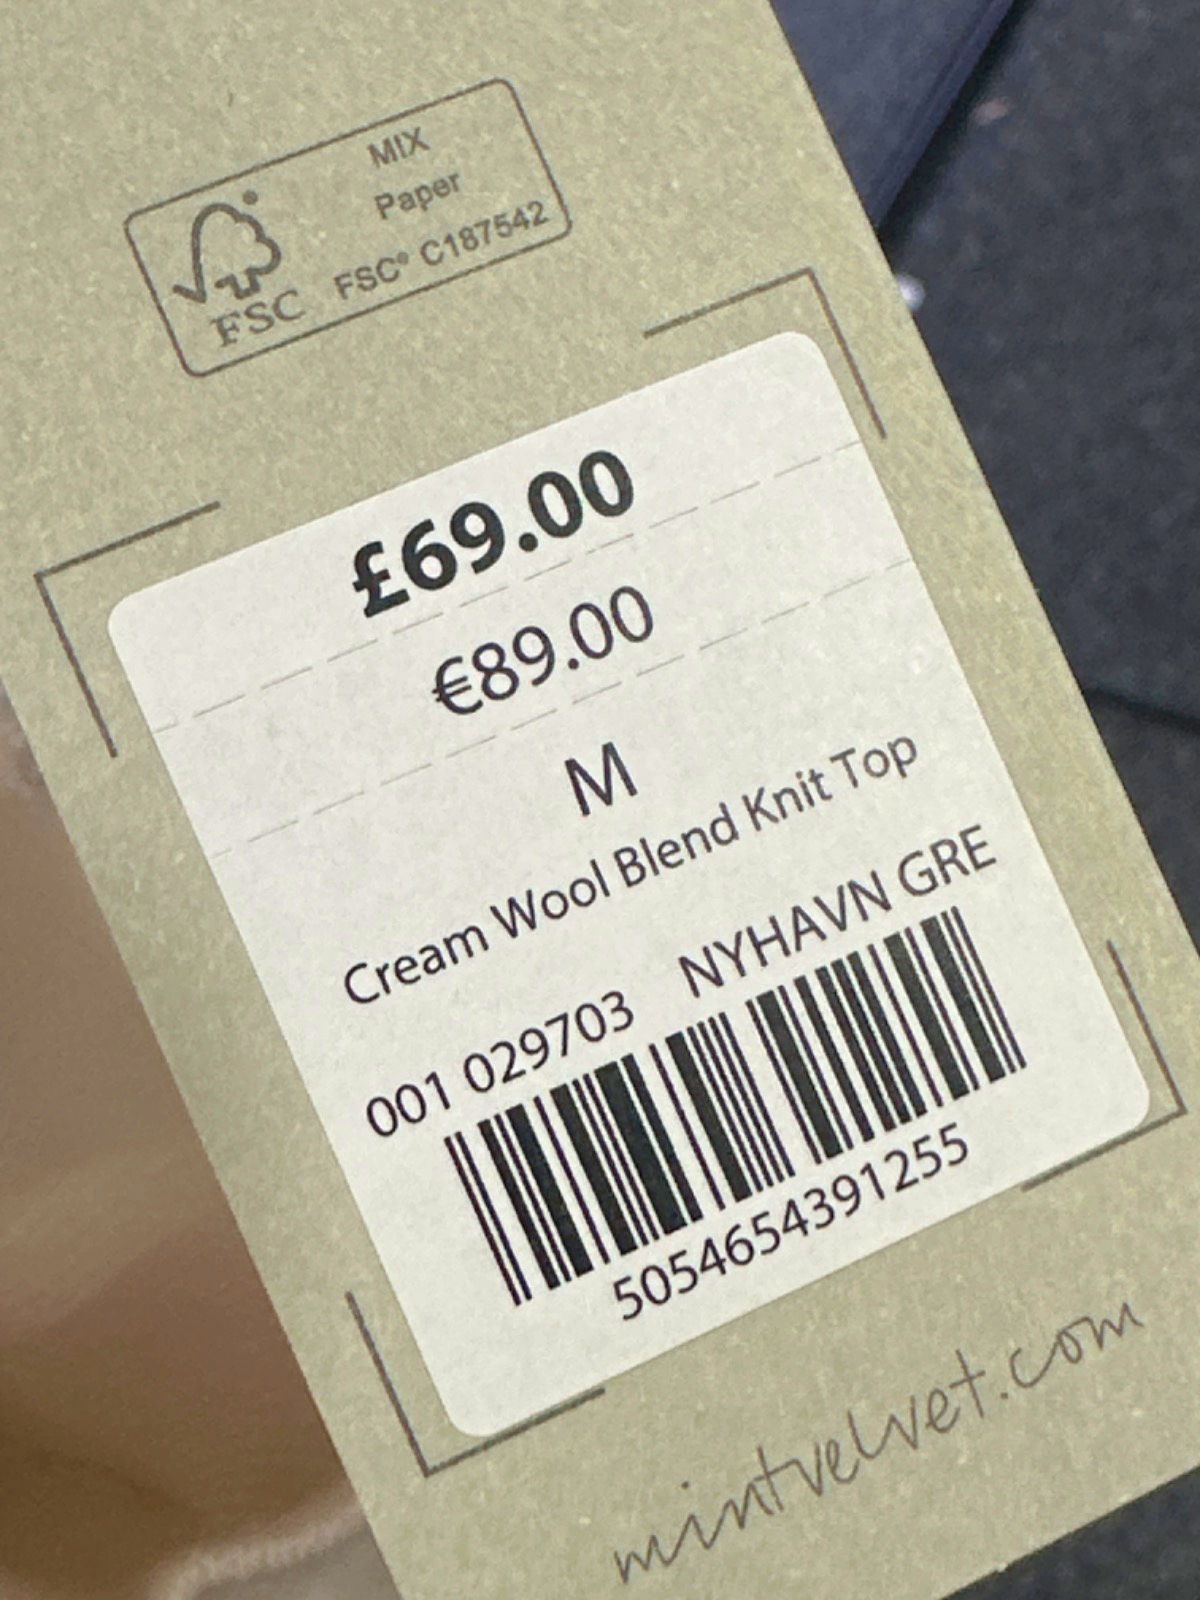 MIX
Paper
FSC® C187542
FSC
£69.00
€89.00
M
Cream Wool Blend Knit Top
001 029703 NYHAVN GRE
5054654391255
mintvelvet.com